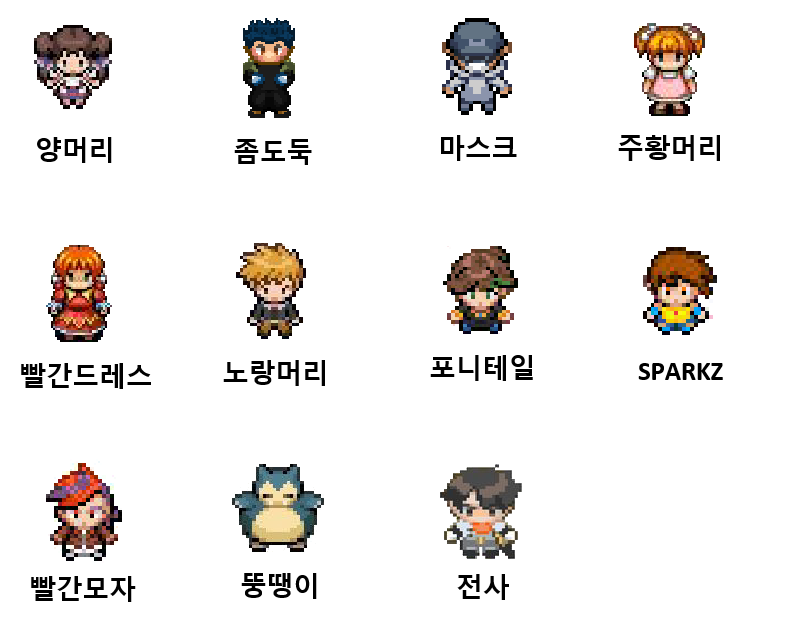 양머리
좀도둑
마스크
주황머리
빨간드레스
노랑머리
포니테일
SPARKZ
빨간모자
뚱땡이
전사